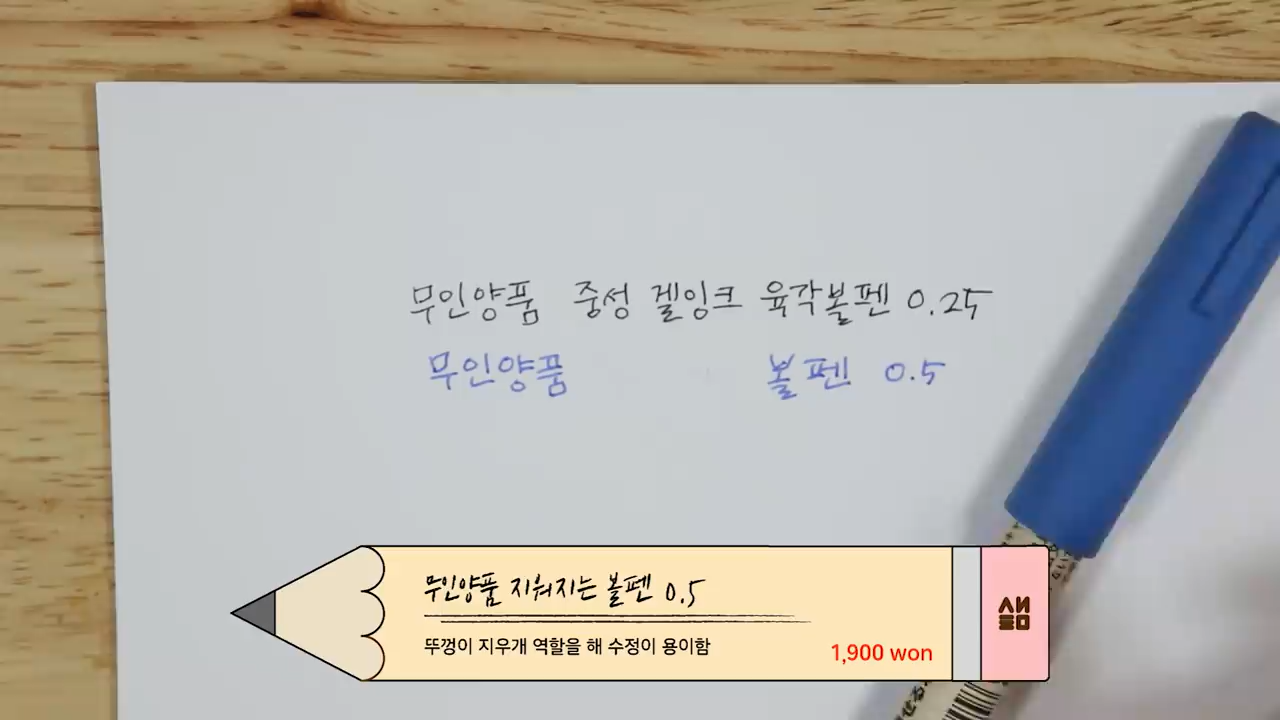 무인양품 중성 겔잉크 육각볼펜 0.25
무인양품 볼펜 0.5
무인양품 지워지는 볼펜 0.5
뚜껑이 지우개 역할을 해 수정이 용이함
1,900 won